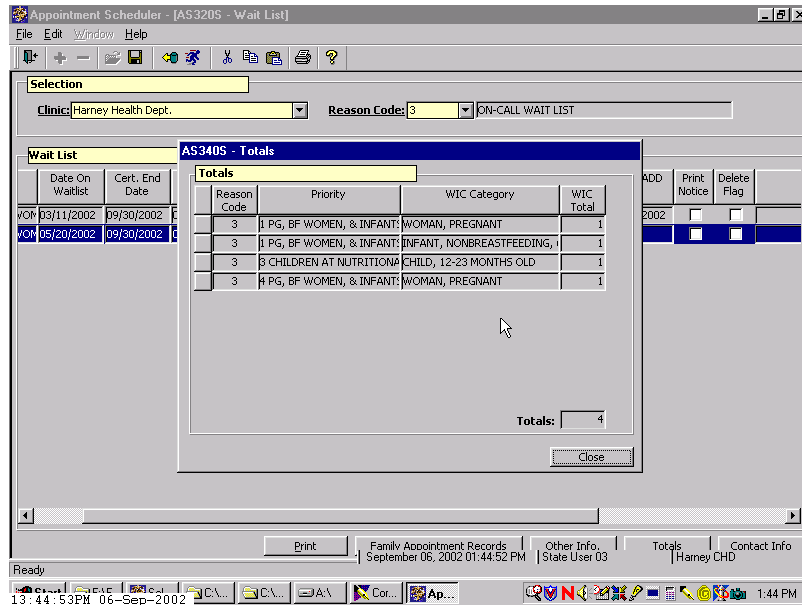 Appointment Scheduler - [AS320S - Wait List]
File Edit Window Help
Selection
Clinic: Harney Health Dept. Reason Code: 3 ON-CALL WAIT LIST
Wait List
Date On Waitlist Cert. End Date ADD Print Notice Delete Flag
03/11/2002 09/30/2002 2002
05/20/2002 09/30/2002
AS340S - Totals
Totals
Reason Code Priority WIC Category WIC Total
3 1 PG, BF WOMEN, & INFANTS WOMAN, PREGNANT 1
3 1 PG, BF WOMEN, & INFANTS INFANT, NONBREASTFEEDING, 1
3 3 CHILDREN AT NUTRITIONA CHILD, 12-23 MONTHS OLD 1
3 4 PG, BF WOMEN, & INFANTS WOMAN, PREGNANT 1
Totals: 4
Close
Print Family Appointment Records Other Info. Totals Contact Info
September 06, 2002 01:44:52 PM State User 03 Harney CHD
Ready
C:\... C:\... A:\ Cor... Ap... 1:44 PM
13:44:53PM 06-Sep-2002